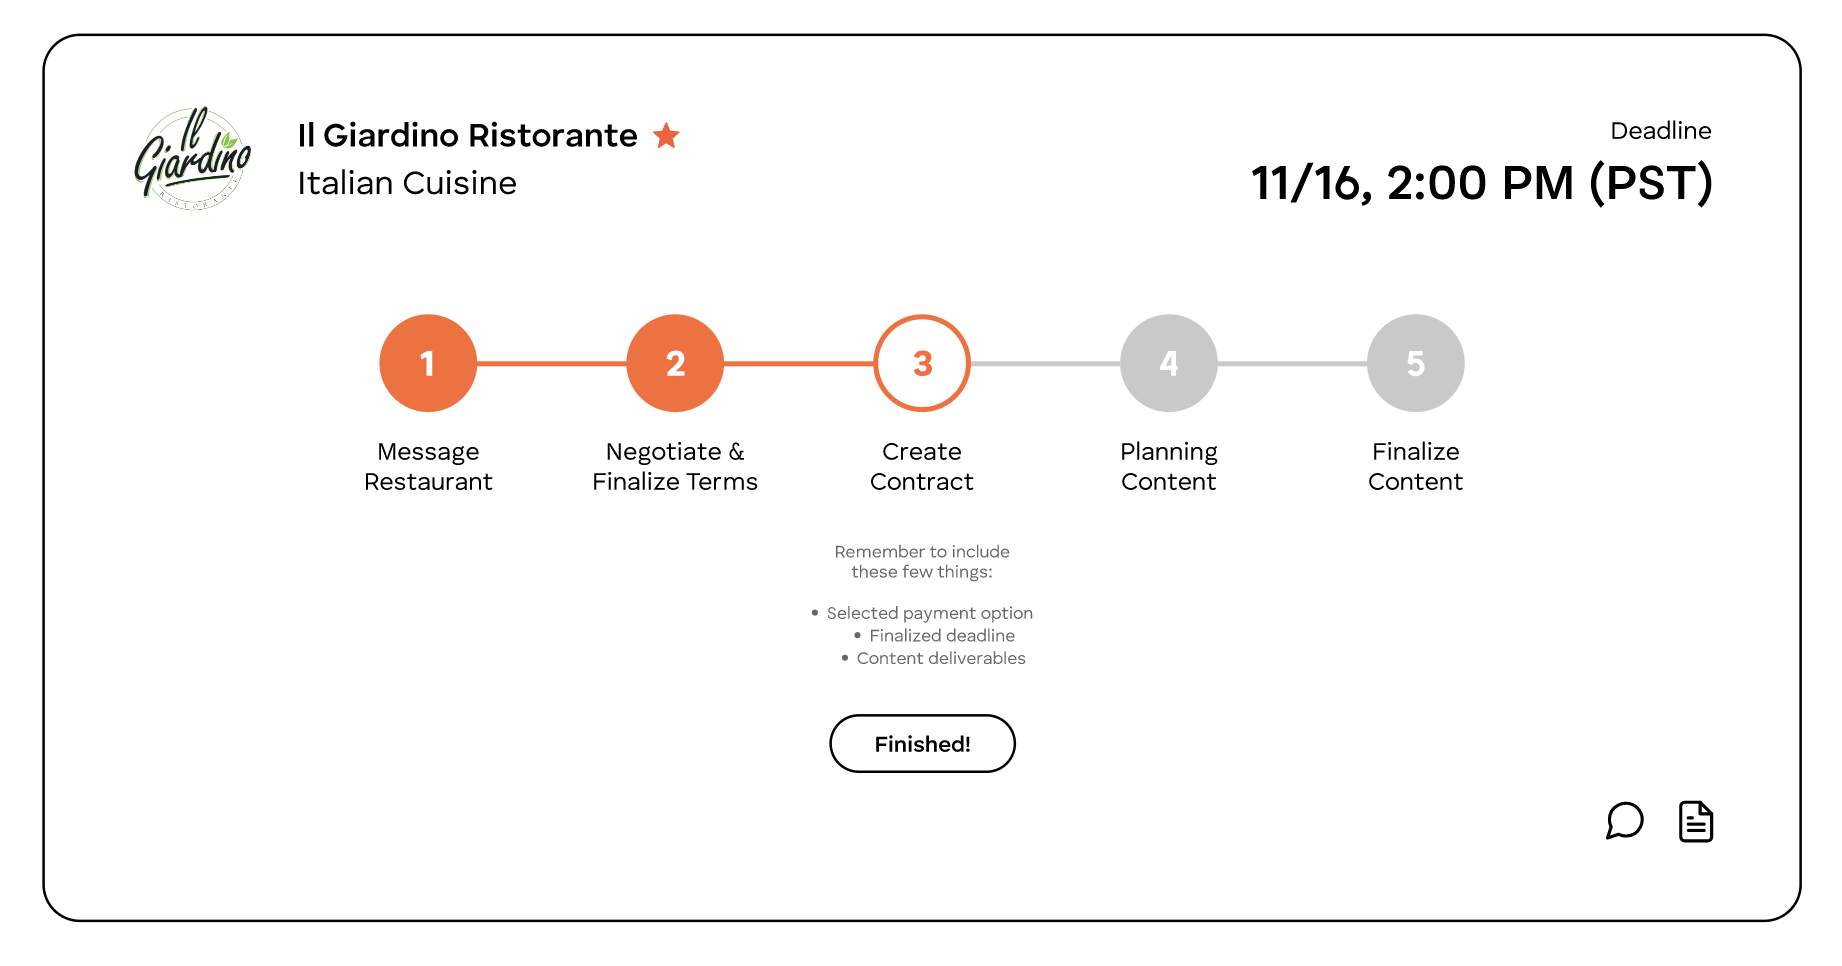 Il
Giardino
RISTORANTE
Il Giardino Ristorante
Italian Cuisine
Deadline
11/16, 2:00 PM (PST)
1
2
3
4
5
Message
Restaurant
Negotiate &
Finalize Terms
Create
Contract
Planning
Content
Finalize
Content
Remember to include
these few things:
• Selected payment option
• Finalized deadline
• Content deliverables
Finished!